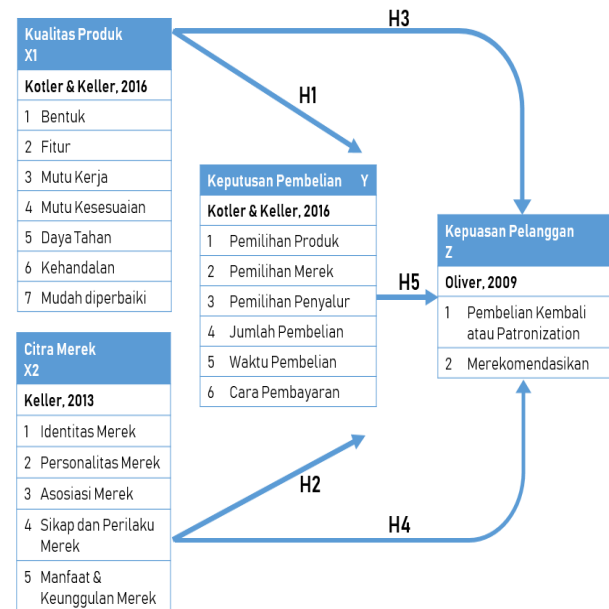 Kualitas Produk
X1
Kotler & Keller, 2016
1 Bentuk
2 Fitur
3 Mutu Kerja
4 Mutu Kesesuaian
5 Daya Tahan
6 Kehandalan
7 Mudah diperbaiki
Citra Merek
X2
Keller, 2013
1 Identitas Merek
2 Personalitas Merek
3 Asosiasi Merek
4 Sikap dan Perilaku
Merek
5 Manfaat &
Keunggulan Merek
H3
H1
Keputusan Pembelian Y
Kotler & Keller, 2016
1 Pemilihan Produk
2 Pemilihan Merek
3 Pemilihan Penyalur
4 Jumlah Pembelian
5 Waktu Pembelian
6 Cara Pembayaran
H5
H2
H4
Kepuasan Pelanggan
Z
Oliver, 2009
1 Pembelian Kembali
atau Patronization
2 Merekomendasikan